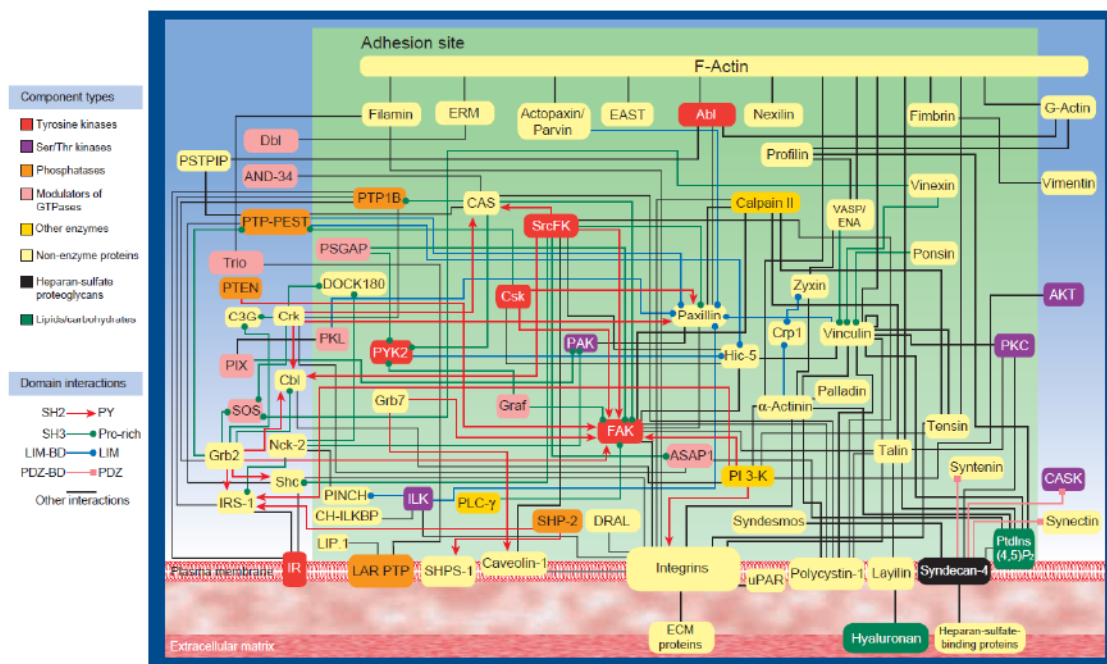 Adhesion site
F-Actin
Component types
Tyrosine kinases
Ser/Thr kinases
Phosphatases
Modulators of
GTPases
Other enzymes
Non-enzyme proteins
Heparan-sulfate
proteoglycans
Lipids/carbohydrates
Domain interactions
SH2
PY
SH3
Pro-rich
LIM-BD
LIM
PDZ-BD
PDZ
Other interactions
Filamin
ERM
Actopaxin/
Parvin
EAST
Abl
Nexilin
Fimbrin
G-Actin
Dbl
PSTPIP
Profilin
AND-34
Vinexin
Vimentin
PTP1B
CAS
Calpain II
VASP/
ENA
PTP-PEST
SrcFK
PSGAP
Ponsin
Trio
PTEN
DOCK180
Zyxin
Csk
AKT
C3G
Crk
Paxillin
Crp1
Vinculin
PKL
PAK
PKC
PIX
PYK2
Hic-5
Cbl
Palladin
Grb7
Graf
α-Actinin
SOS
FAK
Tensin
Nck-2
Grb2
ASAP1
Talin
Shc
PI 3-K
Syntenin
IRS-1
PINCH
ILK
PLC-γ
CASK
CH-ILKBP
SHP-2
DRAL
Syndesmos
Synectin
LIP.1
PtdIns
(4,5)P2
Plasma membrane
IR
LAR PTP
SHPS-1
Caveolin-1
Integrins
uPAR
Polycystin-1
Layilin
Syndecan-4
ECM
proteins
Hyaluronan
Heparan-sulfate-
binding proteins
Extracellular matrix